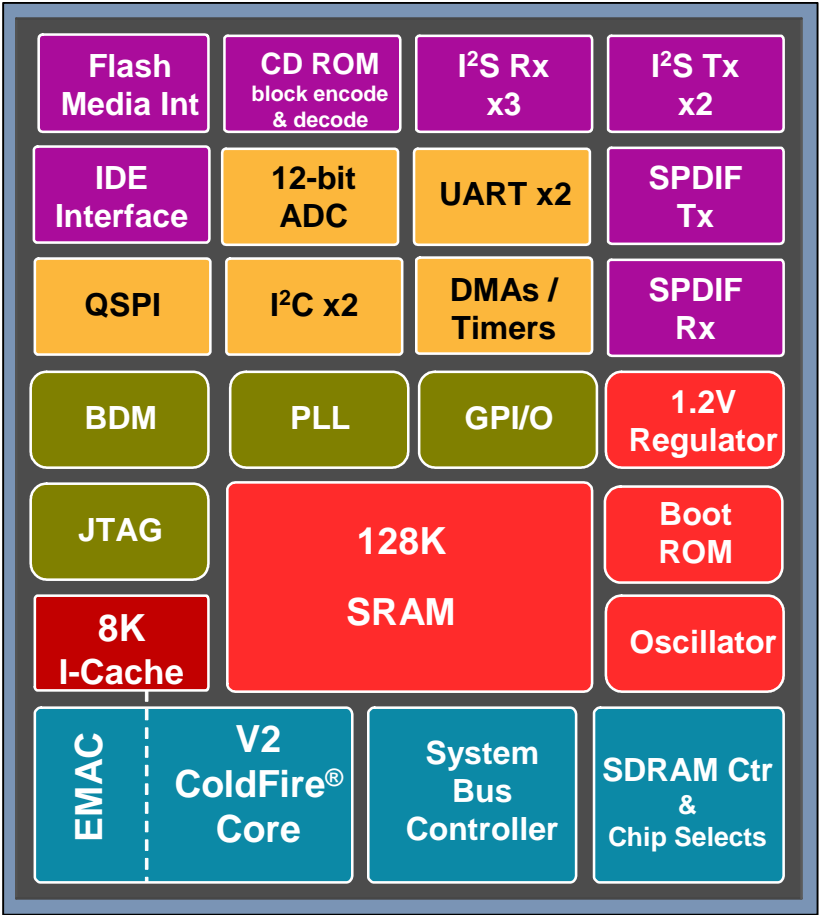 Flash
Media Int
CD ROM
block encode
& decode
I²S Rx
x3
I²S Tx
x2
IDE
Interface
12-bit
ADC
UART x2
SPDIF
Tx
QSPI
I²C x2
DMAs /
Timers
SPDIF
Rx
BDM
PLL
GPI/O
1.2V
Regulator
JTAG
128K
SRAM
Boot
ROM
8K
I-Cache
Oscillator
EMAC
V2
ColdFire®
Core
System
Bus
Controller
SDRAM Ctr
&
Chip Selects